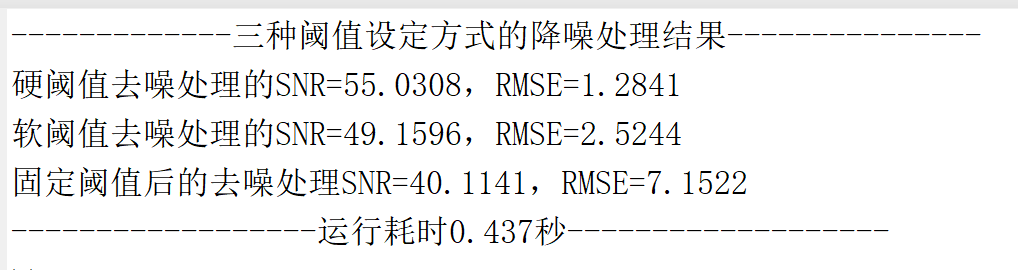 -------------三种阈值设定方式的降噪处理结果---------------
硬阈值去噪处理的SNR=55.0308，RMSE=1.2841
软阈值去噪处理的SNR=49.1596，RMSE=2.5244
固定阈值后的去噪处理SNR=40.1141，RMSE=7.1522
------------------运行耗时0.437秒-------------------